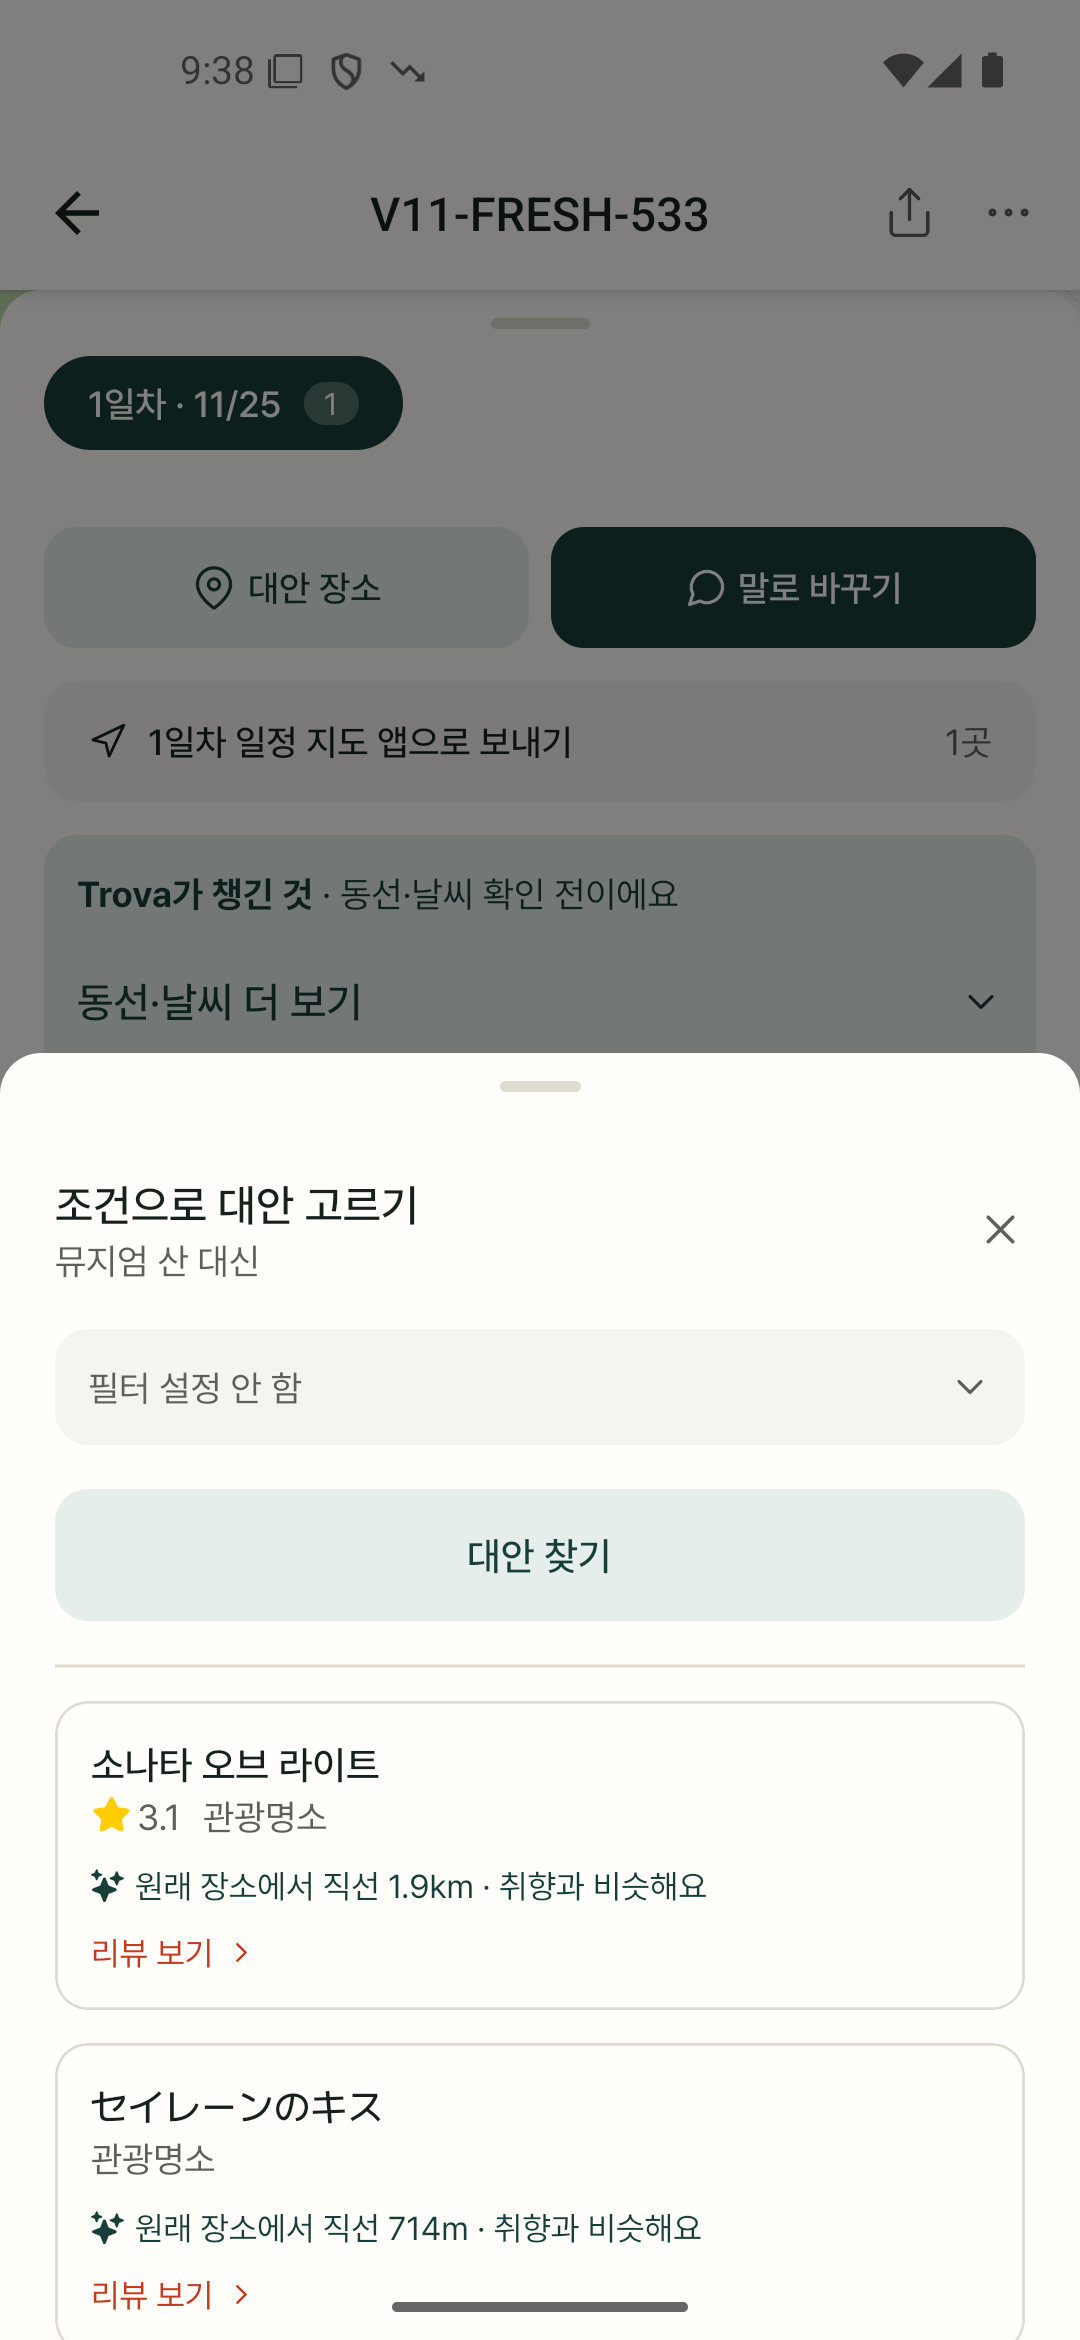 9:38
V11-FRESH-533
1일차 · 11/25 1
대안 장소
말로 바꾸기
1일차 일정 지도 앱으로 보내기 1곳
Trova가 챙긴 것 · 동선·날씨 확인 전이에요
동선·날씨 더 보기
조건으로 대안 고르기
뮤지엄 산 대신
필터 설정 안 함
대안 찾기
소나타 오브 라이트
3.1 관광명소
원래 장소에서 직선 1.9km · 취향과 비슷해요
리뷰 보기
セイレーンのキス
관광명소
원래 장소에서 직선 714m · 취향과 비슷해요
리뷰 보기